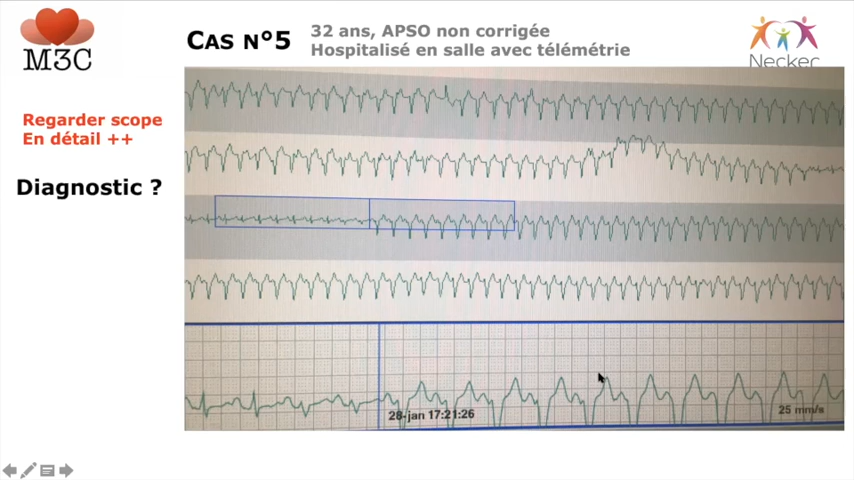 M3C
CAS N°5
32 ans, APSO non corrigée
Hospitalisé en salle avec télémétrie
Necker
Regarder scope
En détail ++
Diagnostic ?
28-jan 17:21:26
25 mm/s